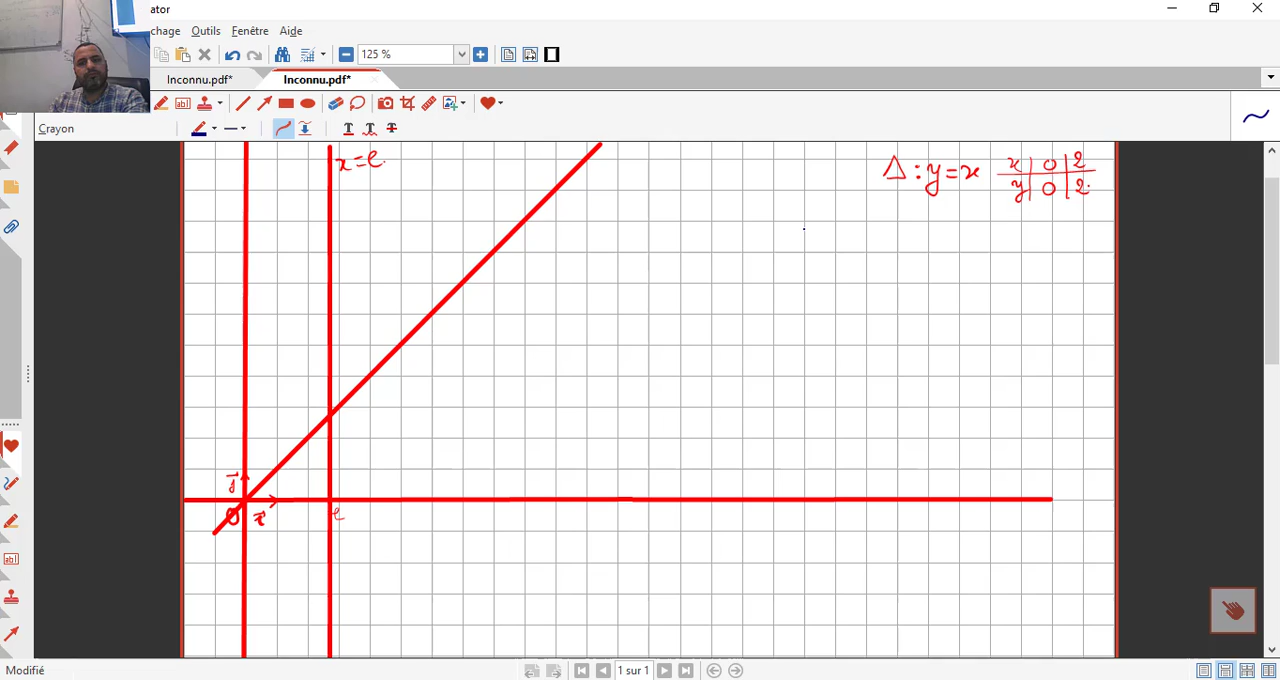 ator
chage Outils Fenêtre Aide
125 %
Inconnu.pdf* Inconnu.pdf*
Crayon
x=e
Δ : y = x
x | 0 | 2
y | 0 | 2
j
O i e
Modifié
1 sur 1